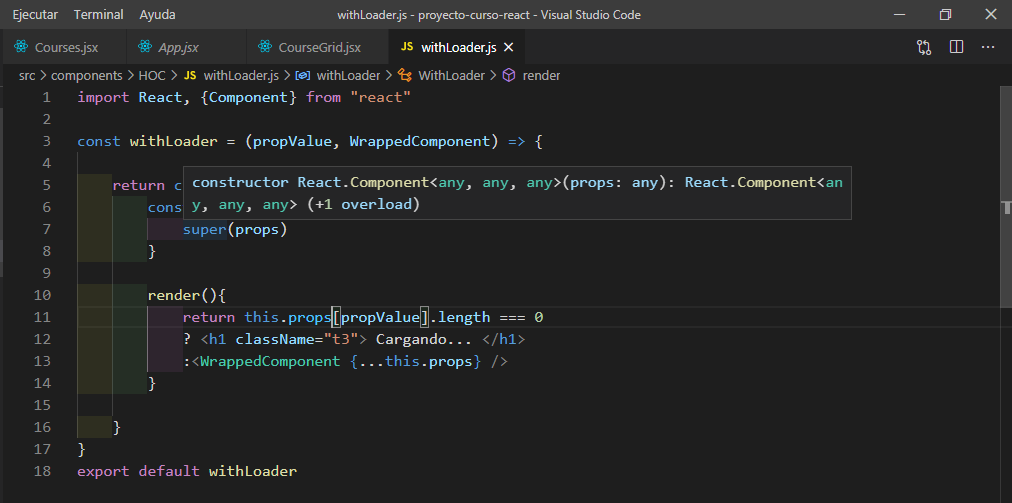 Ejecutar Terminal Ayuda withLoader.js - proyecto-curso-react - Visual Studio Code
Courses.jsx App.jsx CourseGrid.jsx JS withLoader.js
src > components > HOC > JS withLoader.js > withLoader > WithLoader > render
1 import React, {Component} from "react"
2
3 const withLoader = (propValue, WrappedComponent) => {
4
5 return c
constructor React.Component<any, any, any>(props: any): React.Component<an
6 cons
y, any, any> (+1 overload)
7 super(props)
8 }
9
10 render(){
11 return this.props[propValue].length === 0
12 ? <h1 className="t3"> Cargando... </h1>
13 :<WrappedComponent {...this.props} />
14 }
15
16 }
17 }
18 export default withLoader